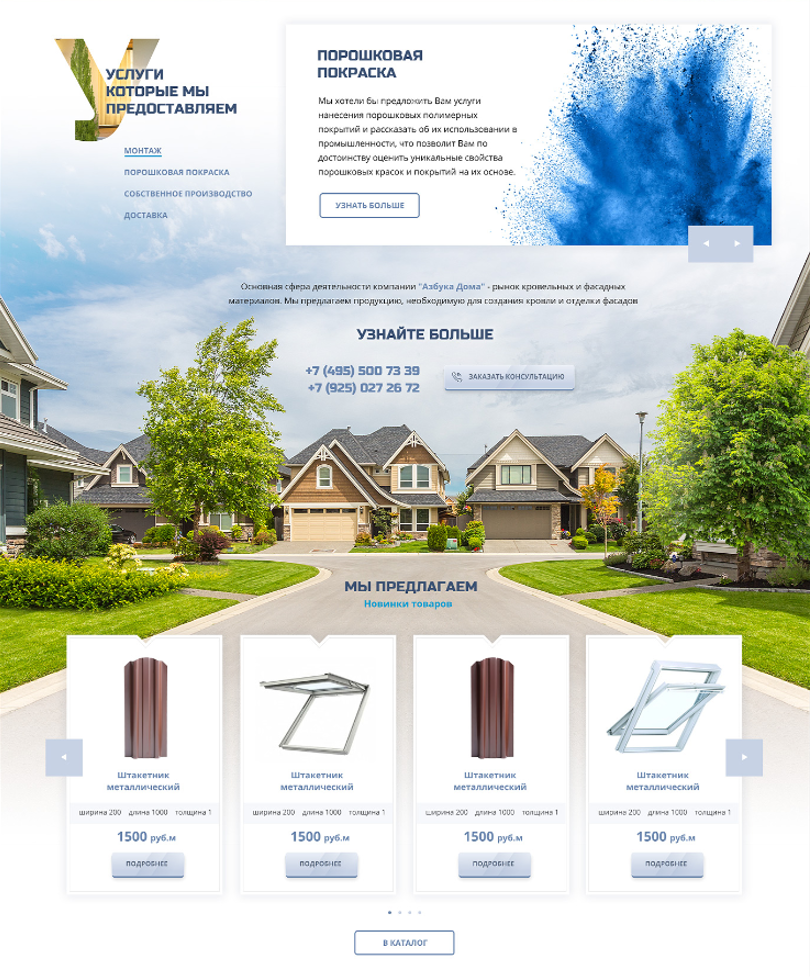 У
УСЛУГИ
КОТОРЫЕ МЫ
ПРЕДОСТАВЛЯЕМ
МОНТАЖ
ПОРОШКОВАЯ ПОКРАСКА
СОБСТВЕННОЕ ПРОИЗВОДСТВО
ДОСТАВКА
ПОРОШКОВАЯ
ПОКРАСКА
Мы хотели бы предложить Вам услуги
нанесения порошковых полимерных
покрытий и рассказать об их использовании в
промышленности, что позволит Вам по
достоинству оценить уникальные свойства
порошковых красок и покрытий на их основе.
УЗНАТЬ БОЛЬШЕ
Основная сфера деятельности компании "Азбука Дома" - рынок кровельных и фасадных
материалов. Мы предлагаем продукцию, необходимую для создания кровли и отделки фасадов
УЗНАЙТЕ БОЛЬШЕ
+7 (495) 500 73 39
+7 (925) 027 26 72
ЗАКАЗАТЬ КОНСУЛЬТАЦИЮ
МЫ ПРЕДЛАГАЕМ
Новинки товаров
Штакетник
металлический
ширина 200 длина 1000 толщина 1
1500 руб.м
ПОДРОБНЕЕ
Штакетник
металлический
ширина 200 длина 1000 толщина 1
1500 руб.м
ПОДРОБНЕЕ
Штакетник
металлический
ширина 200 длина 1000 толщина 1
1500 руб.м
ПОДРОБНЕЕ
Штакетник
металлический
ширина 200 длина 1000 толщина 1
1500 руб.м
ПОДРОБНЕЕ
В КАТАЛОГ